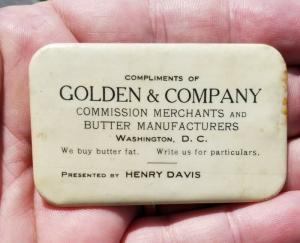 COMPLIMENTS OF
GOLDEN & COMPANY
COMMISSION MERCHANTS AND
BUTTER MANUFACTURERS
WASHINGTON, D. C.
We buy butter fat. Write us for particulars.
PRESENTED BY HENRY DAVIS